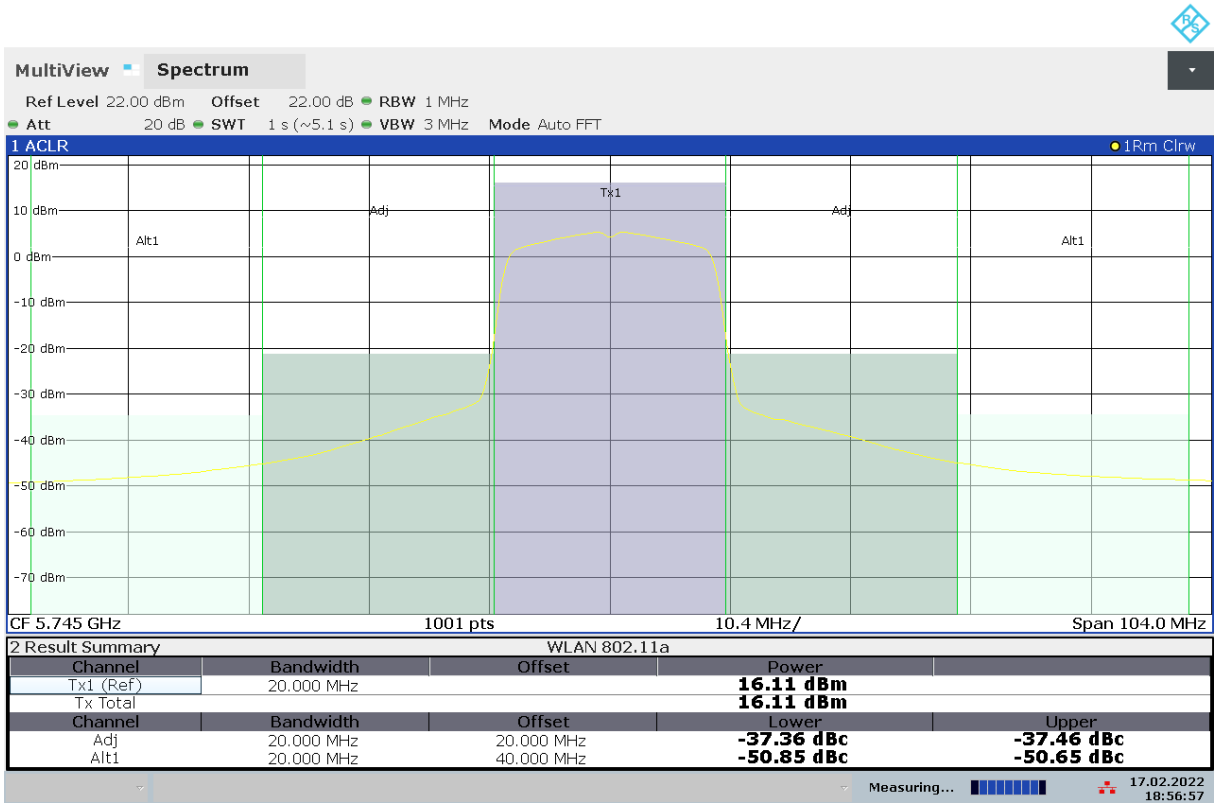 R S
MultiView Spectrum
Ref Level 22.00 dBm Offset 22.00 dB RBW 1 MHz
Att 20 dB SWT 1 s (~5.1 s) VBW 3 MHz Mode Auto FFT
1 ACLR 1Rm Clrw
20 dBm
Tx1
10 dBm Adj Adj
Alt1 Alt1
0 dBm
-10 dBm
-20 dBm
-30 dBm
-40 dBm
-50 dBm
-60 dBm
-70 dBm
CF 5.745 GHz 1001 pts 10.4 MHz/ Span 104.0 MHz
2 Result Summary WLAN 802.11a
Channel Bandwidth Offset Power
Tx1 (Ref) 20.000 MHz 16.11 dBm
Tx Total 16.11 dBm
Channel Bandwidth Offset Lower Upper
Adj 20.000 MHz 20.000 MHz -37.36 dBc -37.46 dBc
Alt1 20.000 MHz 40.000 MHz -50.85 dBc -50.65 dBc
Measuring... 17.02.2022
18:56:57